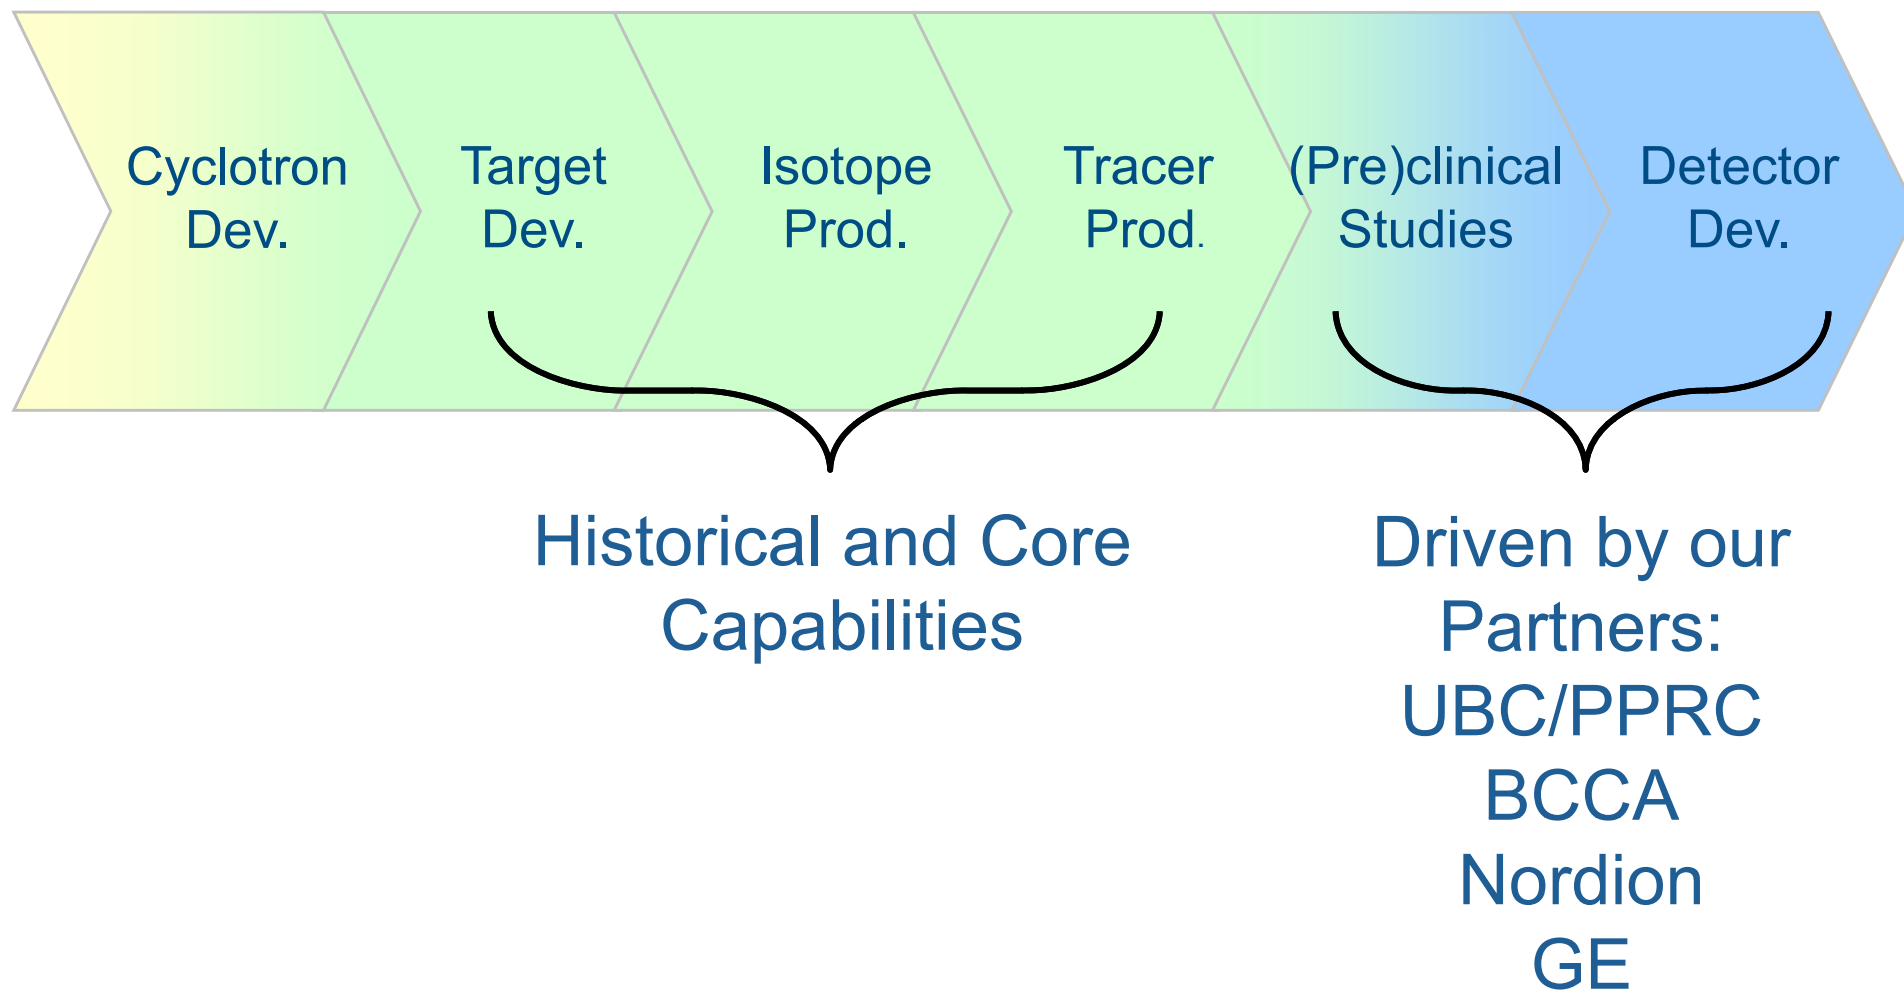 Cyclotron
Dev.
Target
Dev.
Isotope
Prod.
Tracer
Prod.
(Pre)clinical
Studies
Detector
Dev.
Historical and Core
Capabilities
Driven by our
Partners:
UBC/PPRC
BCCA
Nordion
GE